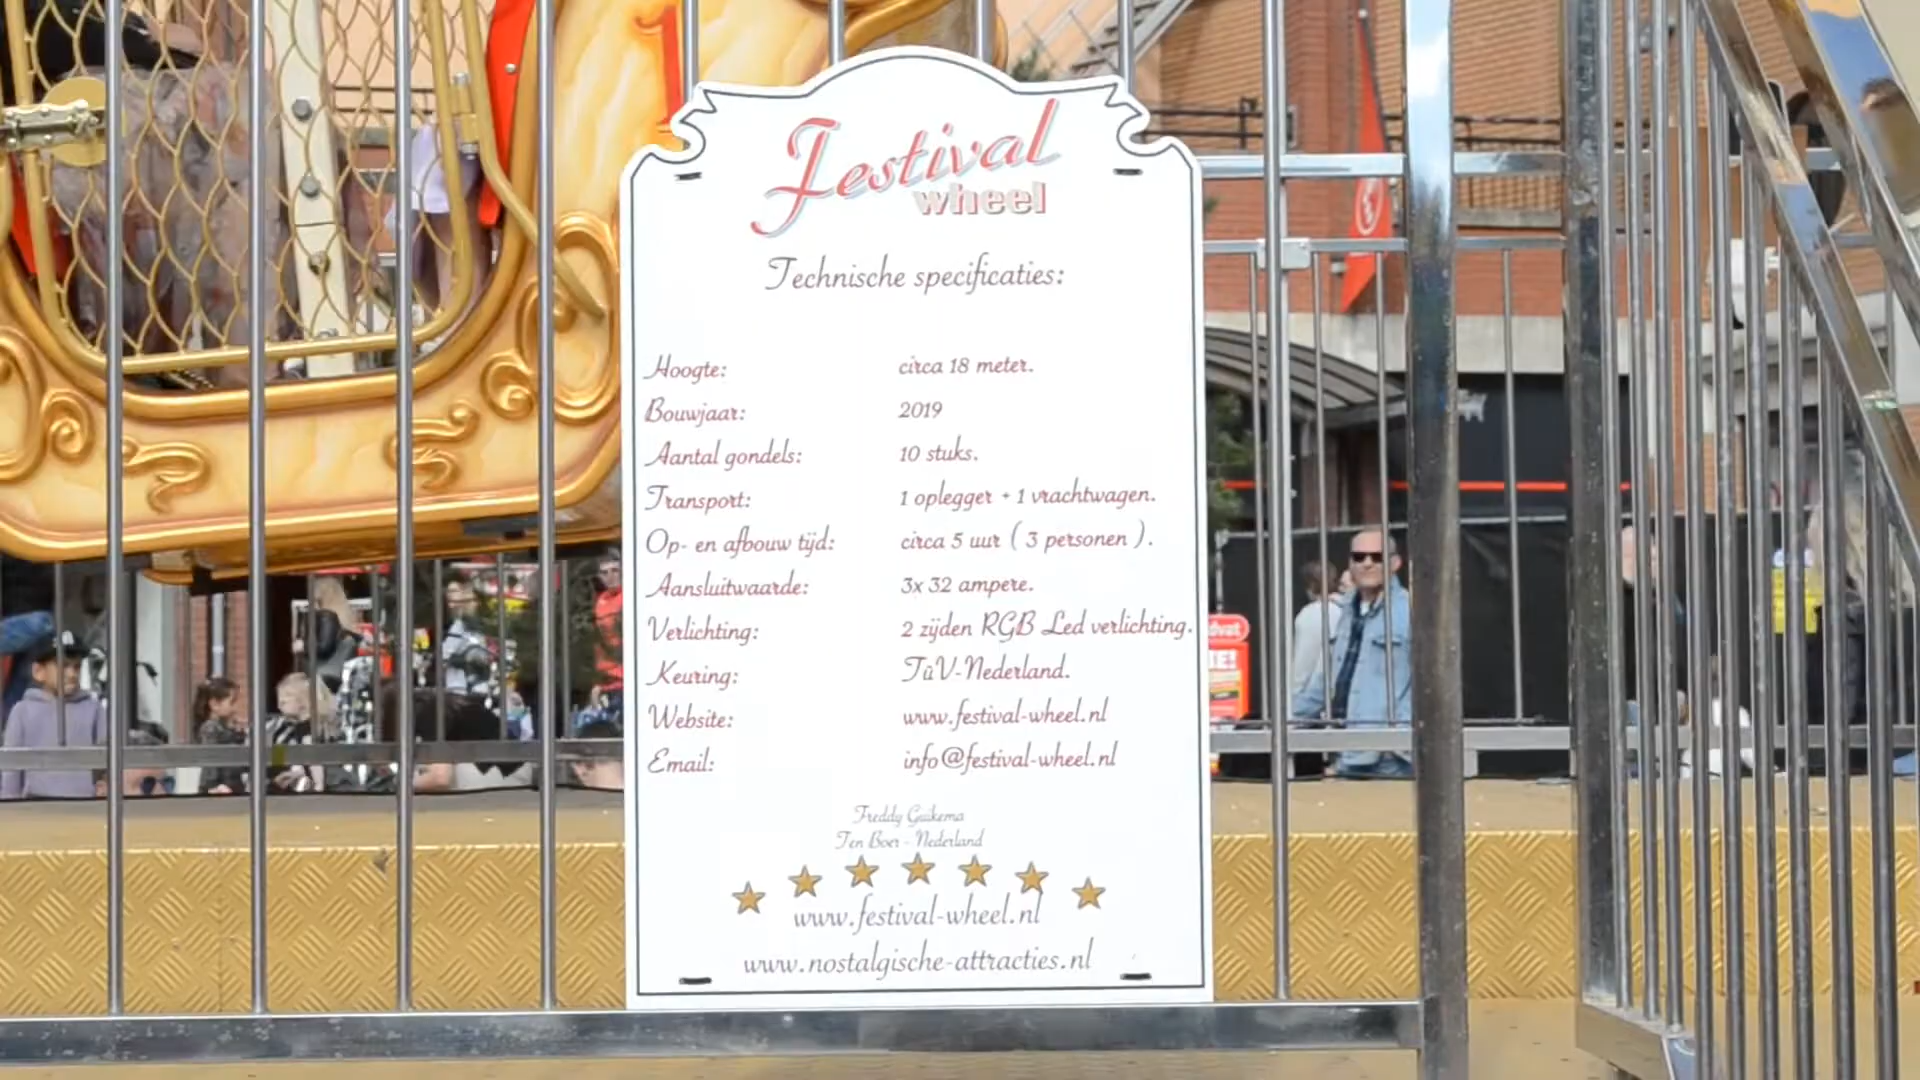 Festival
wheel
Technische specificaties:
Hoogte: circa 18 meter.
Bouwjaar: 2019
Aantal gondels: 10 stuks.
Transport: 1 oplegger + 1 vrachtwagen.
Op- en afbouw tijd: circa 5 uur ( 3 personen ).
Aansluitwaarde: 3x 32 ampere.
Verlichting: 2 zijden RGB Led verlichting.
Keuring: TüV-Nederland.
Website: www.festival-wheel.nl
Email: info@festival-wheel.nl
Freddy Guikema
Ten Boer - Nederland
www.festival-wheel.nl
www.nostalgische-attracties.nl
1